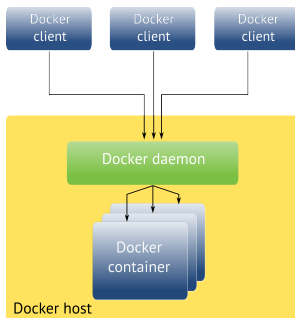 Docker
client
Docker
client
Docker
client
Docker daemon
Docker
container
Docker host